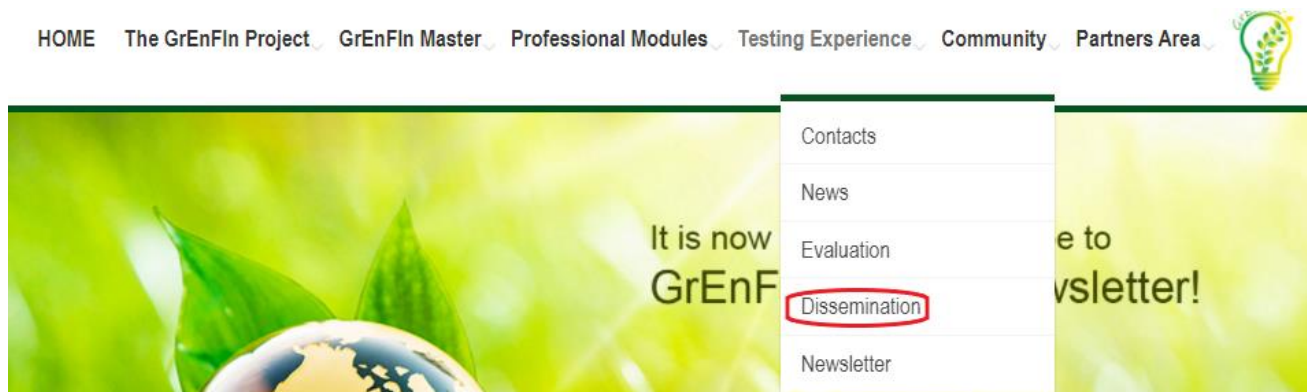 HOME The GrEnFIn Project GrEnFIn Master Professional Modules Testing Experience Community Partners Area
Contacts
News
Evaluation
Dissemination
Newsletter
It is now e to
GrEnF vsletter!